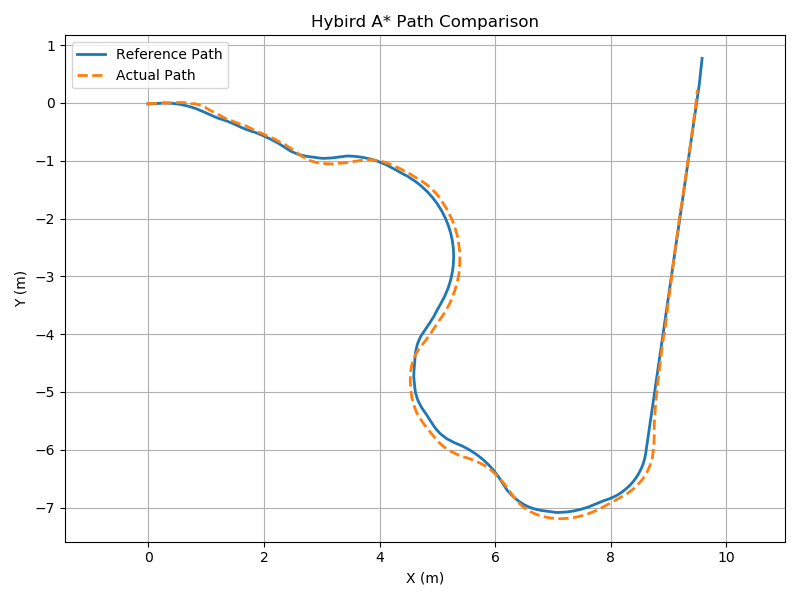 Hybird A* Path Comparison
Reference Path
Actual Path
1
0
−1
−2
−3
−4
−5
−6
−7
Y (m)
0 2 4 6 8 10
X (m)